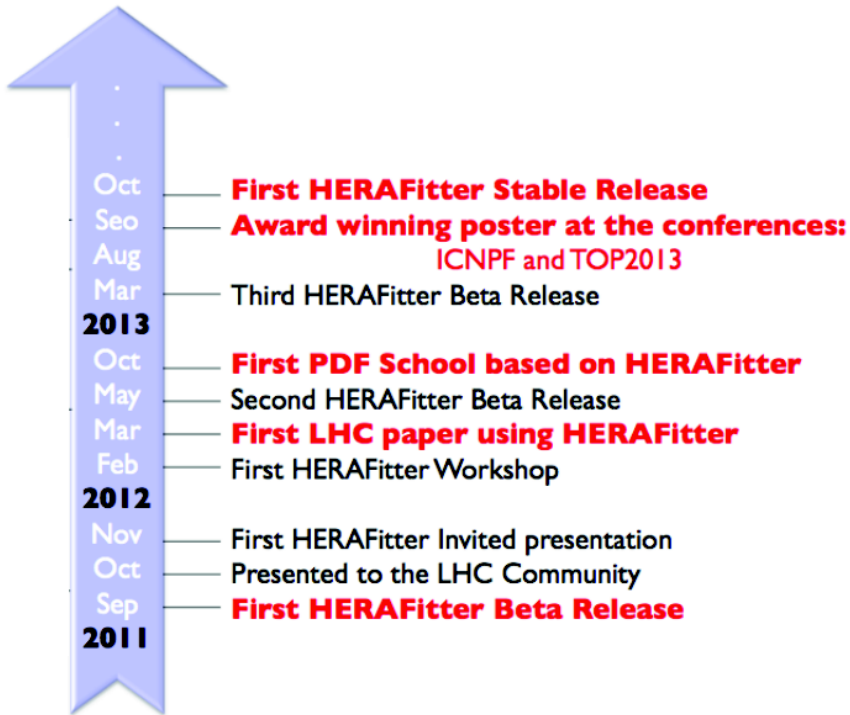 .
.
.
Oct First HERAFitter Stable Release
Seo Award winning poster at the conferences:
Aug ICNPF and TOP2013
Mar Third HERAFitter Beta Release
2013
Oct First PDF School based on HERAFitter
May Second HERAFitter Beta Release
Mar First LHC paper using HERAFitter
Feb First HERAFitter Workshop
2012
Nov First HERAFitter Invited presentation
Oct Presented to the LHC Community
Sep First HERAFitter Beta Release
2011